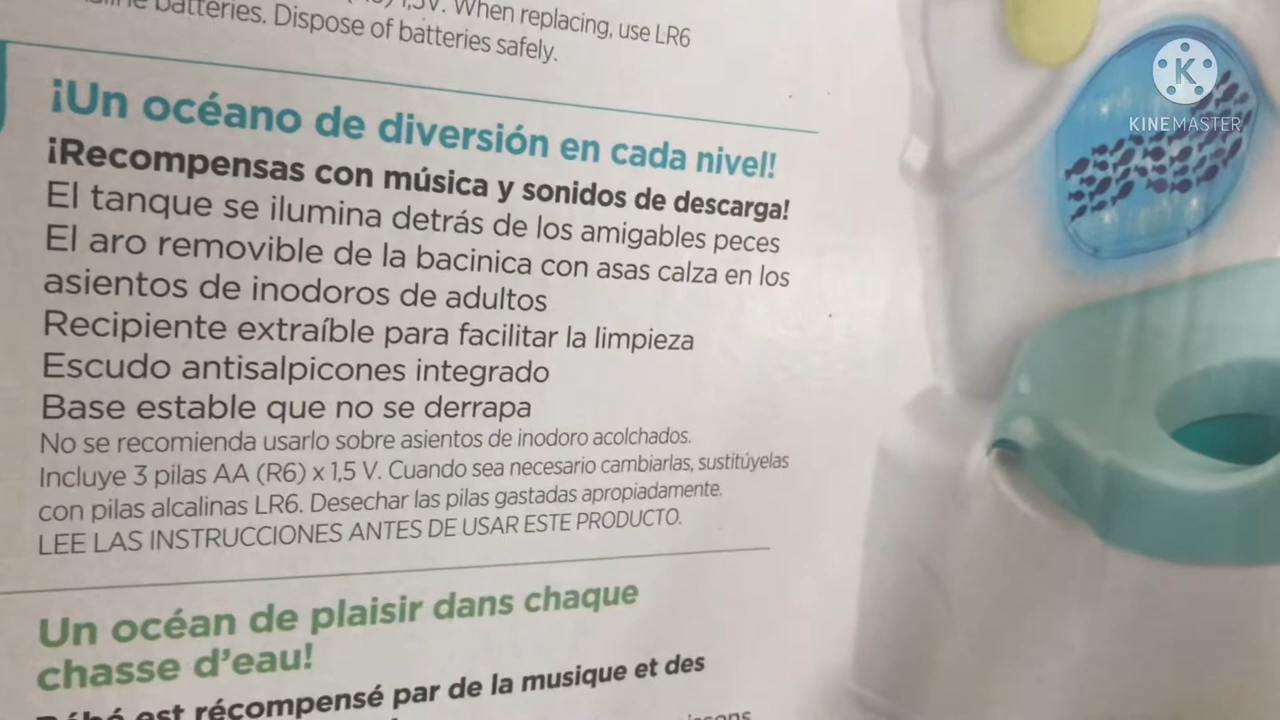 1,5V. When replacing, use LR6
batteries. Dispose of batteries safely.
¡Un océano de diversión en cada nivel!
¡Recompensas con música y sonidos de descarga!
El tanque se ilumina detrás de los amigables peces
El aro removible de la bacinica con asas calza en los
asientos de inodoros de adultos
Recipiente extraíble para facilitar la limpieza
Escudo antisalpicones integrado
Base estable que no se derrapa
No se recomienda usarlo sobre asientos de inodoro acolchados.
Incluye 3 pilas AA (R6) x 1,5 V. Cuando sea necesario cambiarlas, sustitúyelas
con pilas alcalinas LR6. Desechar las pilas gastadas apropiadamente.
LEE LAS INSTRUCCIONES ANTES DE USAR ESTE PRODUCTO.
Un océan de plaisir dans chaque
chasse d'eau!
est récompensé par de la musique et des
K
KINEMASTER